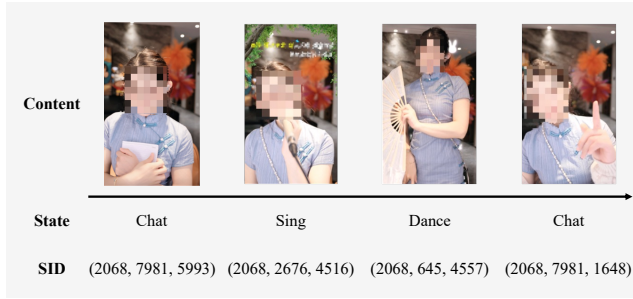 Content
State Chat Sing Dance Chat
SID (2068, 7981, 5993) (2068, 2676, 4516) (2068, 645, 4557) (2068, 7981, 1648)